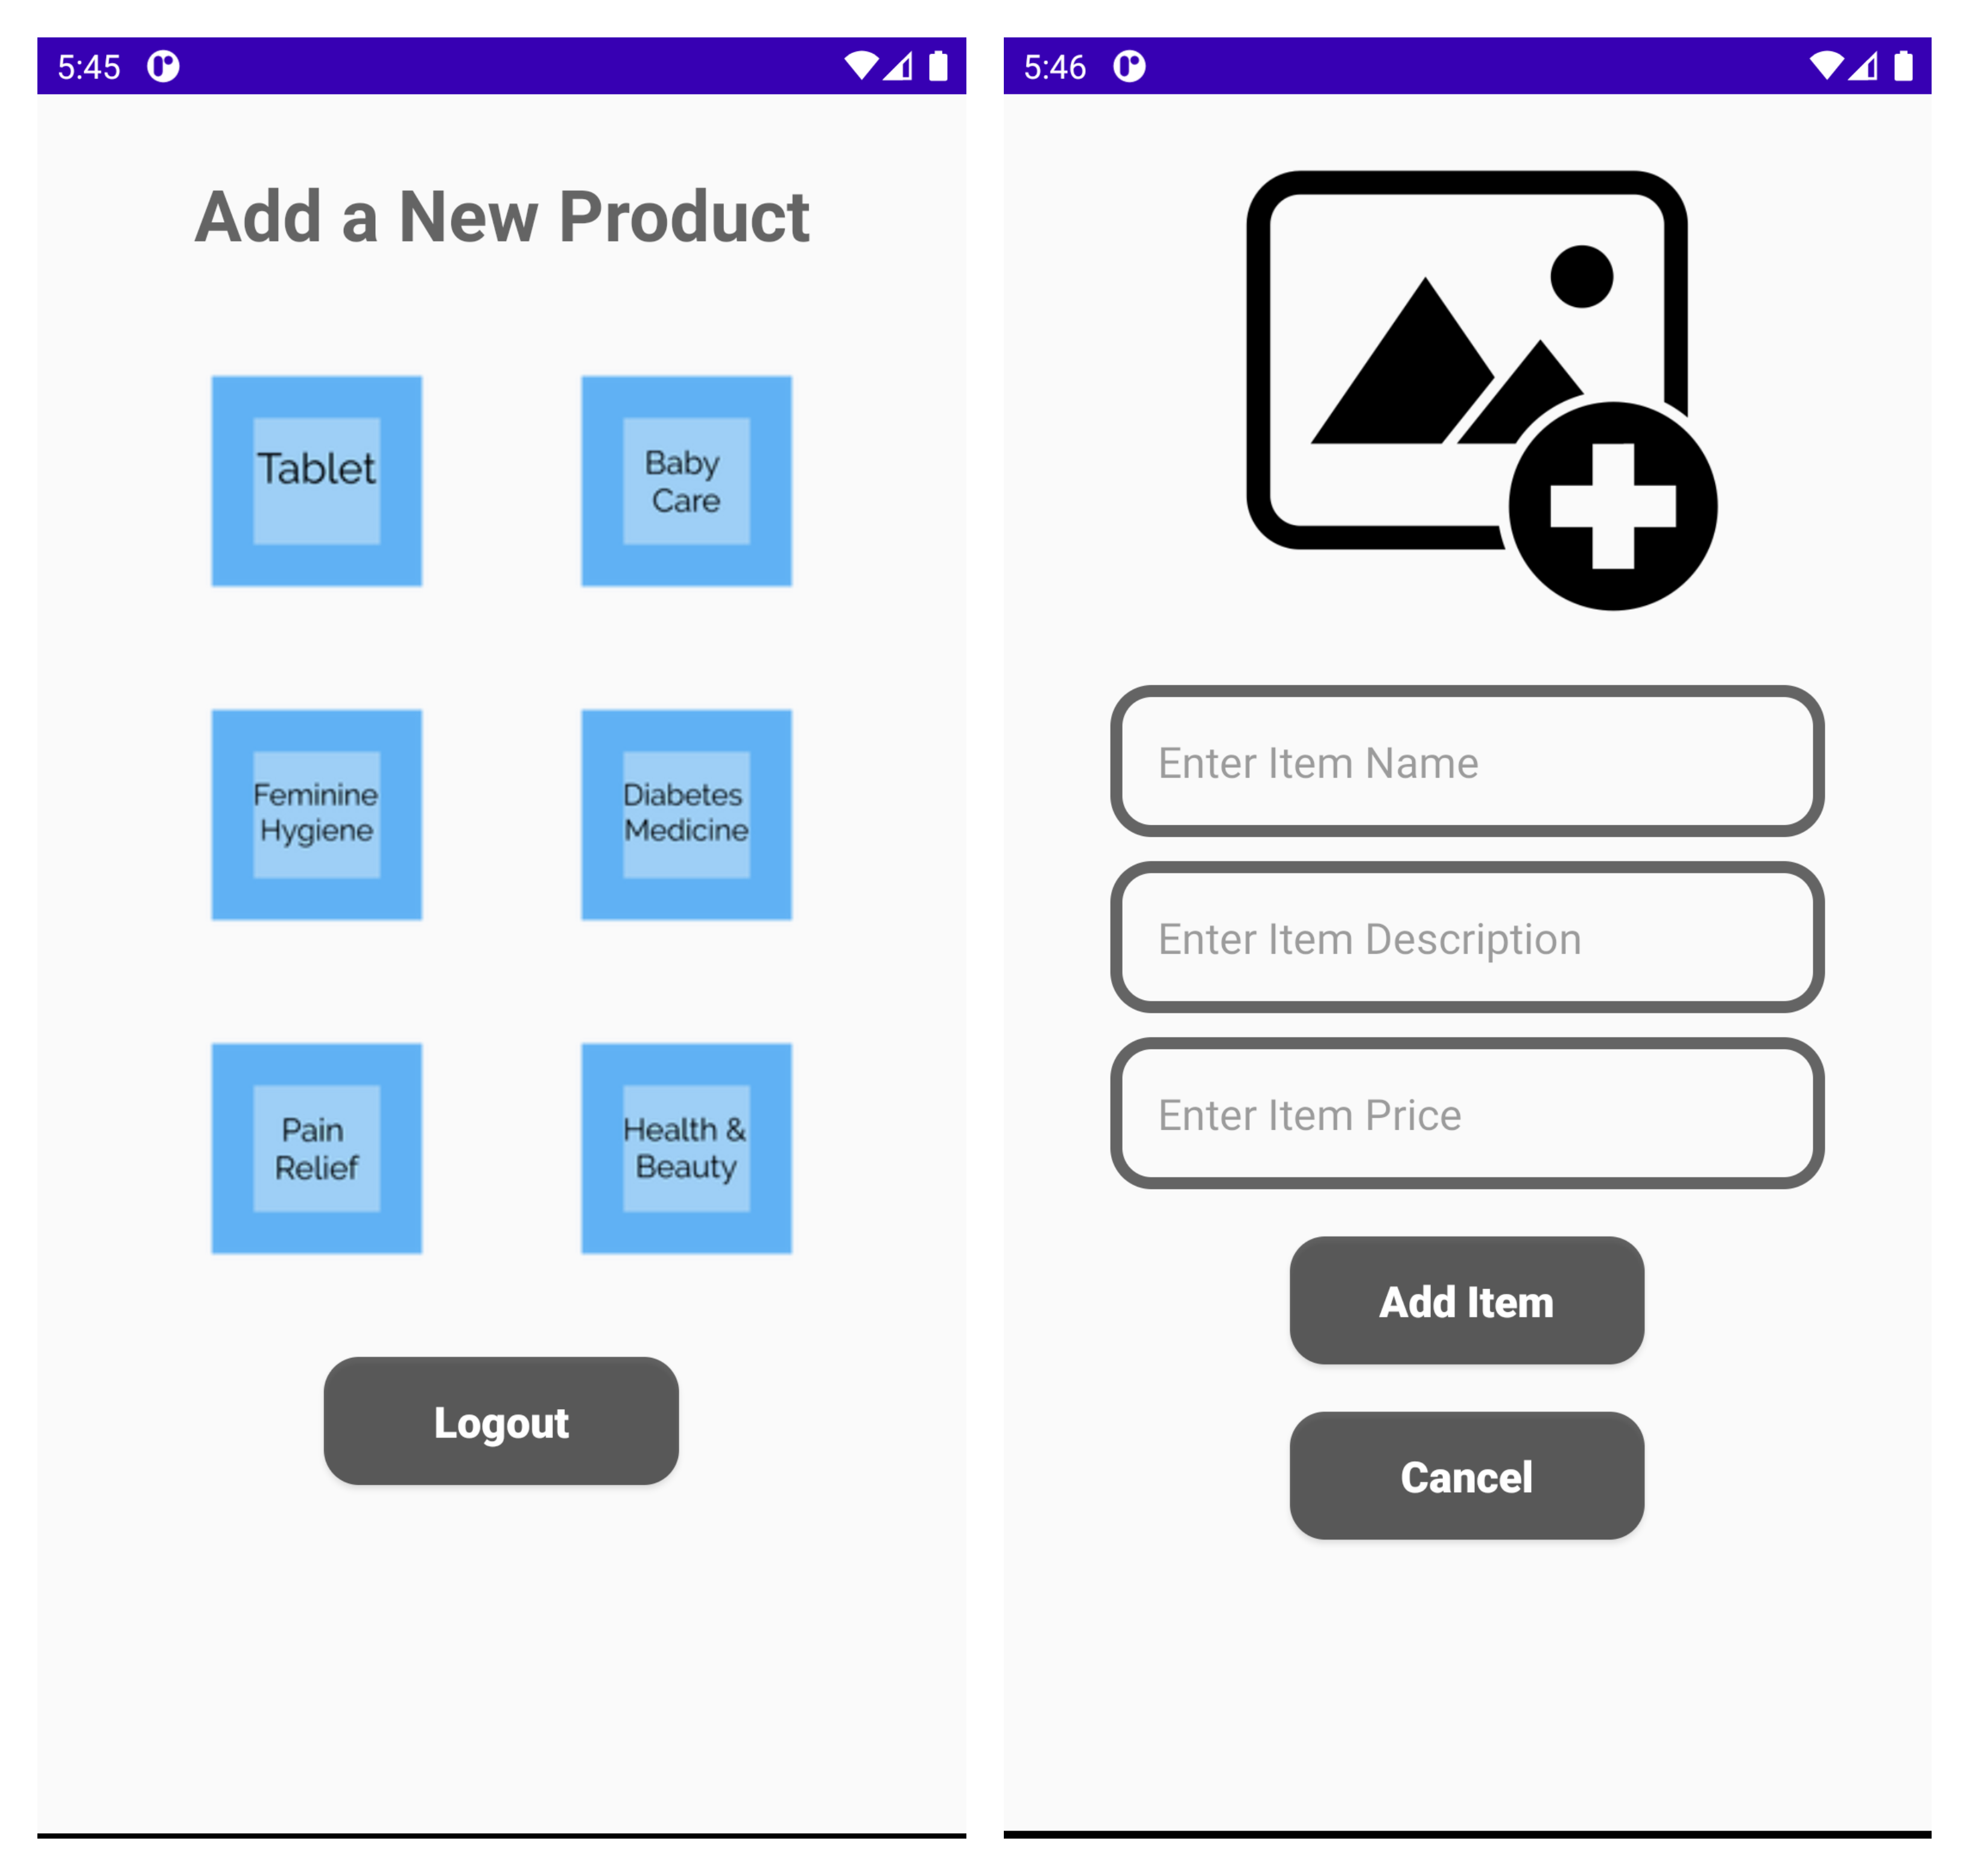 5:45
Add a New Product
Tablet
Baby
Care
Feminine
Hygiene
Diabetes
Medicine
Pain
Relief
Health &
Beauty
Logout
5:46
Enter Item Name
Enter Item Description
Enter Item Price
Add Item
Cancel